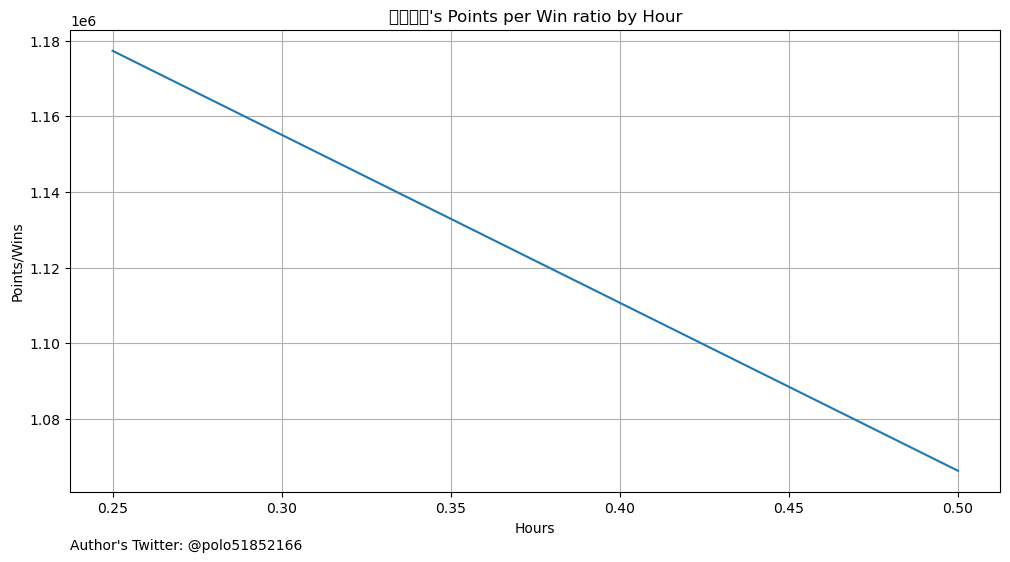 's Points per Win ratio by Hour
1e6
1.18
1.16
1.14
1.12
1.10
1.08
Points/Wins
0.25 0.30 0.35 0.40 0.45 0.50
Hours
Author's Twitter: @polo51852166